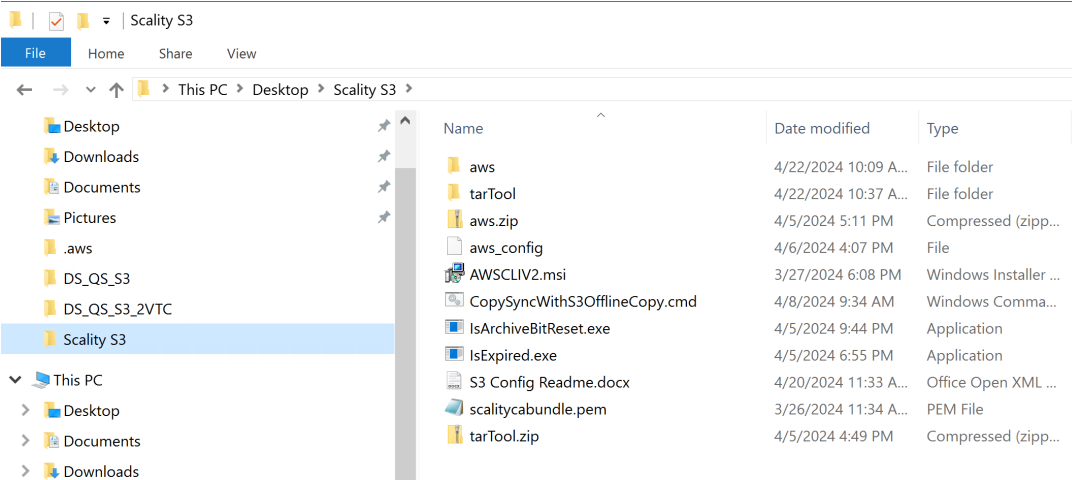 Scality S3
File Home Share View
This PC Desktop Scality S3
Desktop
Downloads
Documents
Pictures
.aws
DS_QS_S3
DS_QS_S3_2VTC
Scality S3
This PC
Desktop
Documents
Downloads
Name Date modified Type
aws 4/22/2024 10:09 A... File folder
tarTool 4/22/2024 10:37 A... File folder
aws.zip 4/5/2024 5:11 PM Compressed (zipp...
aws_config 4/6/2024 4:07 PM File
AWSCLIV2.msi 3/27/2024 6:08 PM Windows Installer ...
CopySyncWithS3OfflineCopy.cmd 4/8/2024 9:34 AM Windows Comma...
IsArchiveBitReset.exe 4/5/2024 9:44 PM Application
IsExpired.exe 4/5/2024 6:55 PM Application
S3 Config Readme.docx 4/20/2024 11:33 A... Office Open XML ...
scalitycabundle.pem 3/26/2024 11:34 A... PEM File
tarTool.zip 4/5/2024 4:49 PM Compressed (zipp...